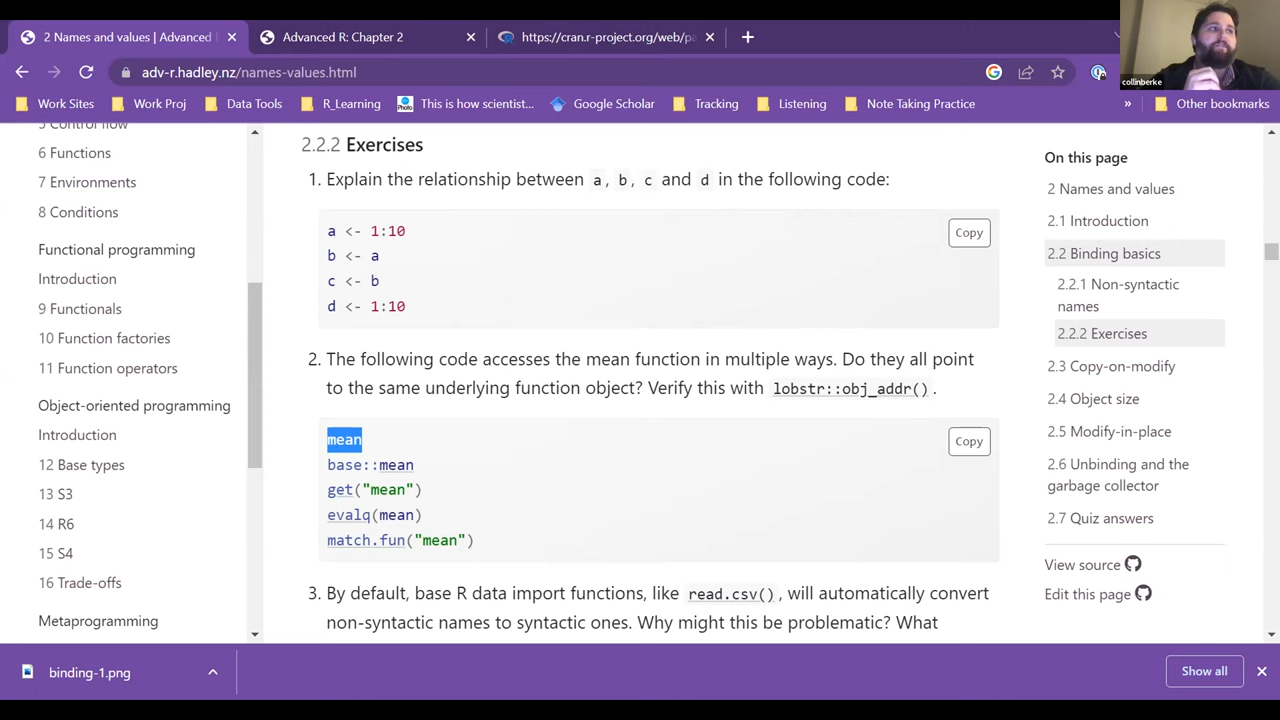 2 Names and values | Advanced
Advanced R: Chapter 2
https://cran.r-project.org/web/pa
adv-r.hadley.nz/names-values.html
collinberke
Work Sites
Work Proj
Data Tools
R_Learning
This is how scientist...
Google Scholar
Tracking
Listening
Note Taking Practice
»
Other bookmarks
5 Control flow
6 Functions
7 Environments
8 Conditions
Functional programming
Introduction
9 Functionals
10 Function factories
11 Function operators
Object-oriented programming
Introduction
12 Base types
13 S3
14 R6
15 S4
16 Trade-offs
Metaprogramming
2.2.2 Exercises
1. Explain the relationship between a, b, c and d in the following code:
a <- 1:10
b <- a
c <- b
d <- 1:10
Copy
2. The following code accesses the mean function in multiple ways. Do they all point
to the same underlying function object? Verify this with lobstr::obj_addr().
mean
base::mean
get("mean")
evalq(mean)
match.fun("mean")
Copy
3. By default, base R data import functions, like read.csv(), will automatically convert
non-syntactic names to syntactic ones. Why might this be problematic? What
On this page
2 Names and values
2.1 Introduction
2.2 Binding basics
2.2.1 Non-syntactic
names
2.2.2 Exercises
2.3 Copy-on-modify
2.4 Object size
2.5 Modify-in-place
2.6 Unbinding and the
garbage collector
2.7 Quiz answers
View source
Edit this page
binding-1.png
Show all